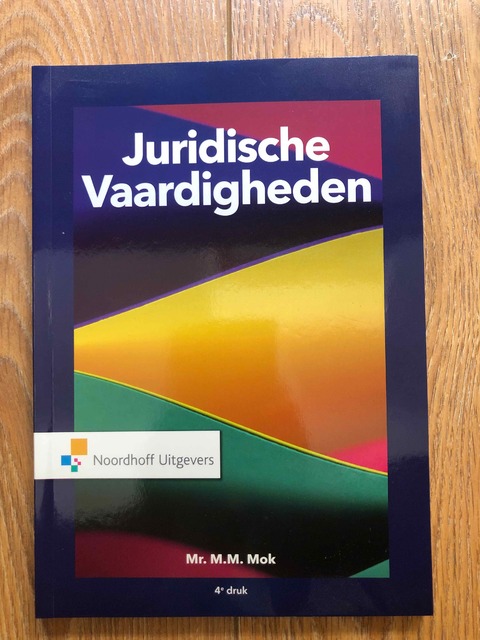 Juridische
Vaardigheden
Noordhoff Uitgevers
Mr. M.M. Mok
4e druk